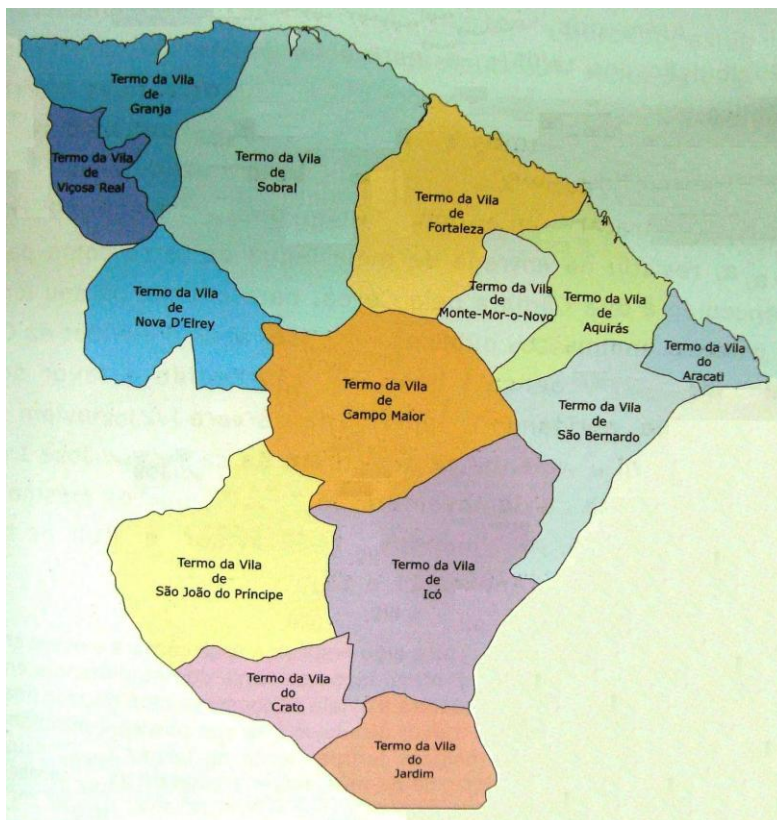 Termo da Vila
de
Granja
Termo da Vila
de
Viçosa Real
Termo da Vila
de
Sobral
Termo da Vila
de
Fortaleza
Termo da Vila
de
Nova D'Elrey
Termo da Vila
de
Monte-Mor-o-Novo
Termo da Vila
de
Aquirás
Termo da Vila
do
Aracati
Termo da Vila
de
Campo Maior
Termo da Vila
de
São Bernardo
Termo da Vila
de
São João do Príncipe
Termo da Vila
de
Icó
Termo da Vila
do
Crato
Termo da Vila
do
Jardim